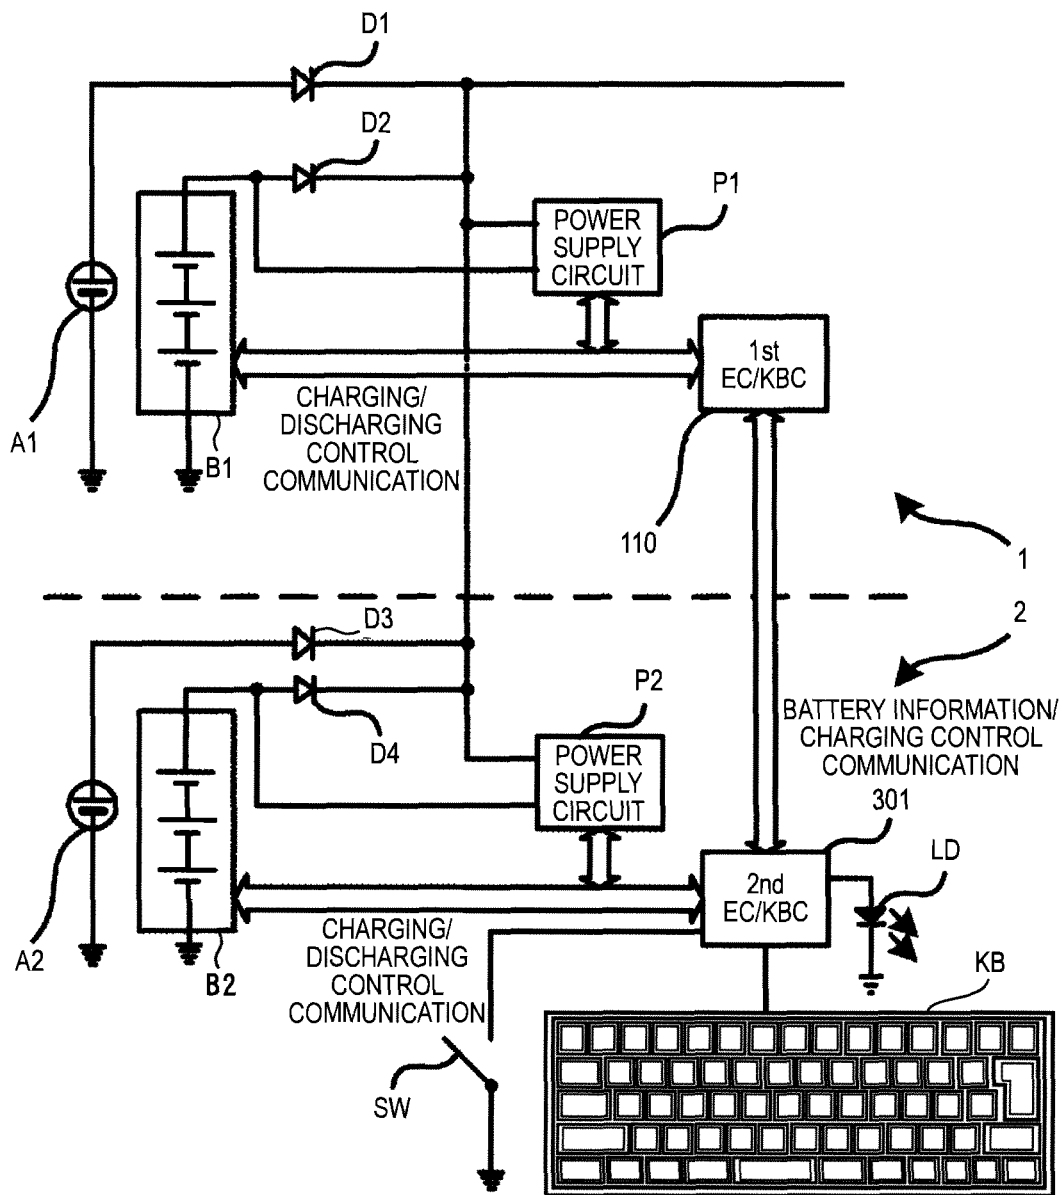 D1
D2
P1
POWER
SUPPLY
CIRCUIT
1st
EC/KBC
CHARGING/
DISCHARGING
CONTROL
COMMUNICATION
A1
B1
110
1
2
D3
D4
P2
POWER
SUPPLY
CIRCUIT
BATTERY INFORMATION/
CHARGING CONTROL
COMMUNICATION
301
LD
2nd
EC/KBC
A2
B2
CHARGING/
DISCHARGING
CONTROL
COMMUNICATION
KB
SW